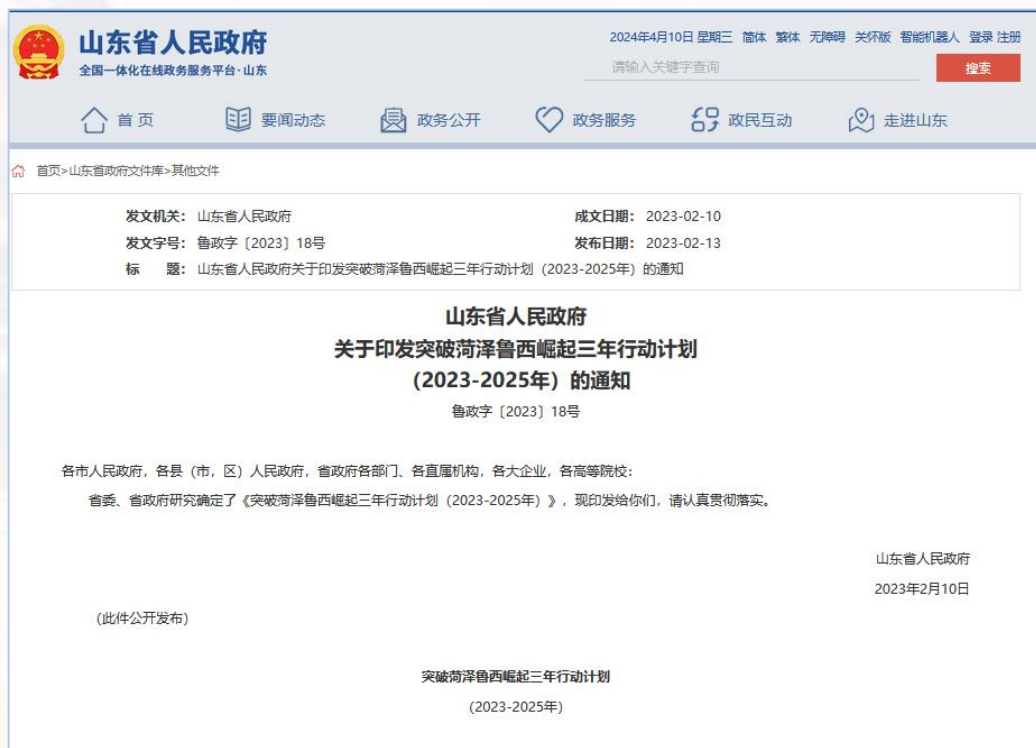 山东省人民政府
全国一体化在线政务服务平台·山东
2024年4月10日 星期三 简体 繁体 无障碍 关怀版 智能机器人 登录 注册
请输入关键字查询
搜索
首页 要闻动态 政务公开 政务服务 政民互动 走进山东
首页>山东省政府文件库>其他文件
发文机关: 山东省人民政府 成文日期: 2023-02-10
发文字号: 鲁政字〔2023〕18号 发布日期: 2023-02-13
标 题: 山东省人民政府关于印发突破菏泽鲁西崛起三年行动计划（2023-2025年）的通知
山东省人民政府
关于印发突破菏泽鲁西崛起三年行动计划
（2023-2025年）的通知
鲁政字〔2023〕18号
各市人民政府，各县（市、区）人民政府，省政府各部门、各直属机构，各大企业，各高等院校：
省委、省政府研究确定了《突破菏泽鲁西崛起三年行动计划（2023-2025年）》，现印发给你们，请认真贯彻落实。
山东省人民政府
2023年2月10日
（此件公开发布）
突破菏泽鲁西崛起三年行动计划
（2023-2025年）